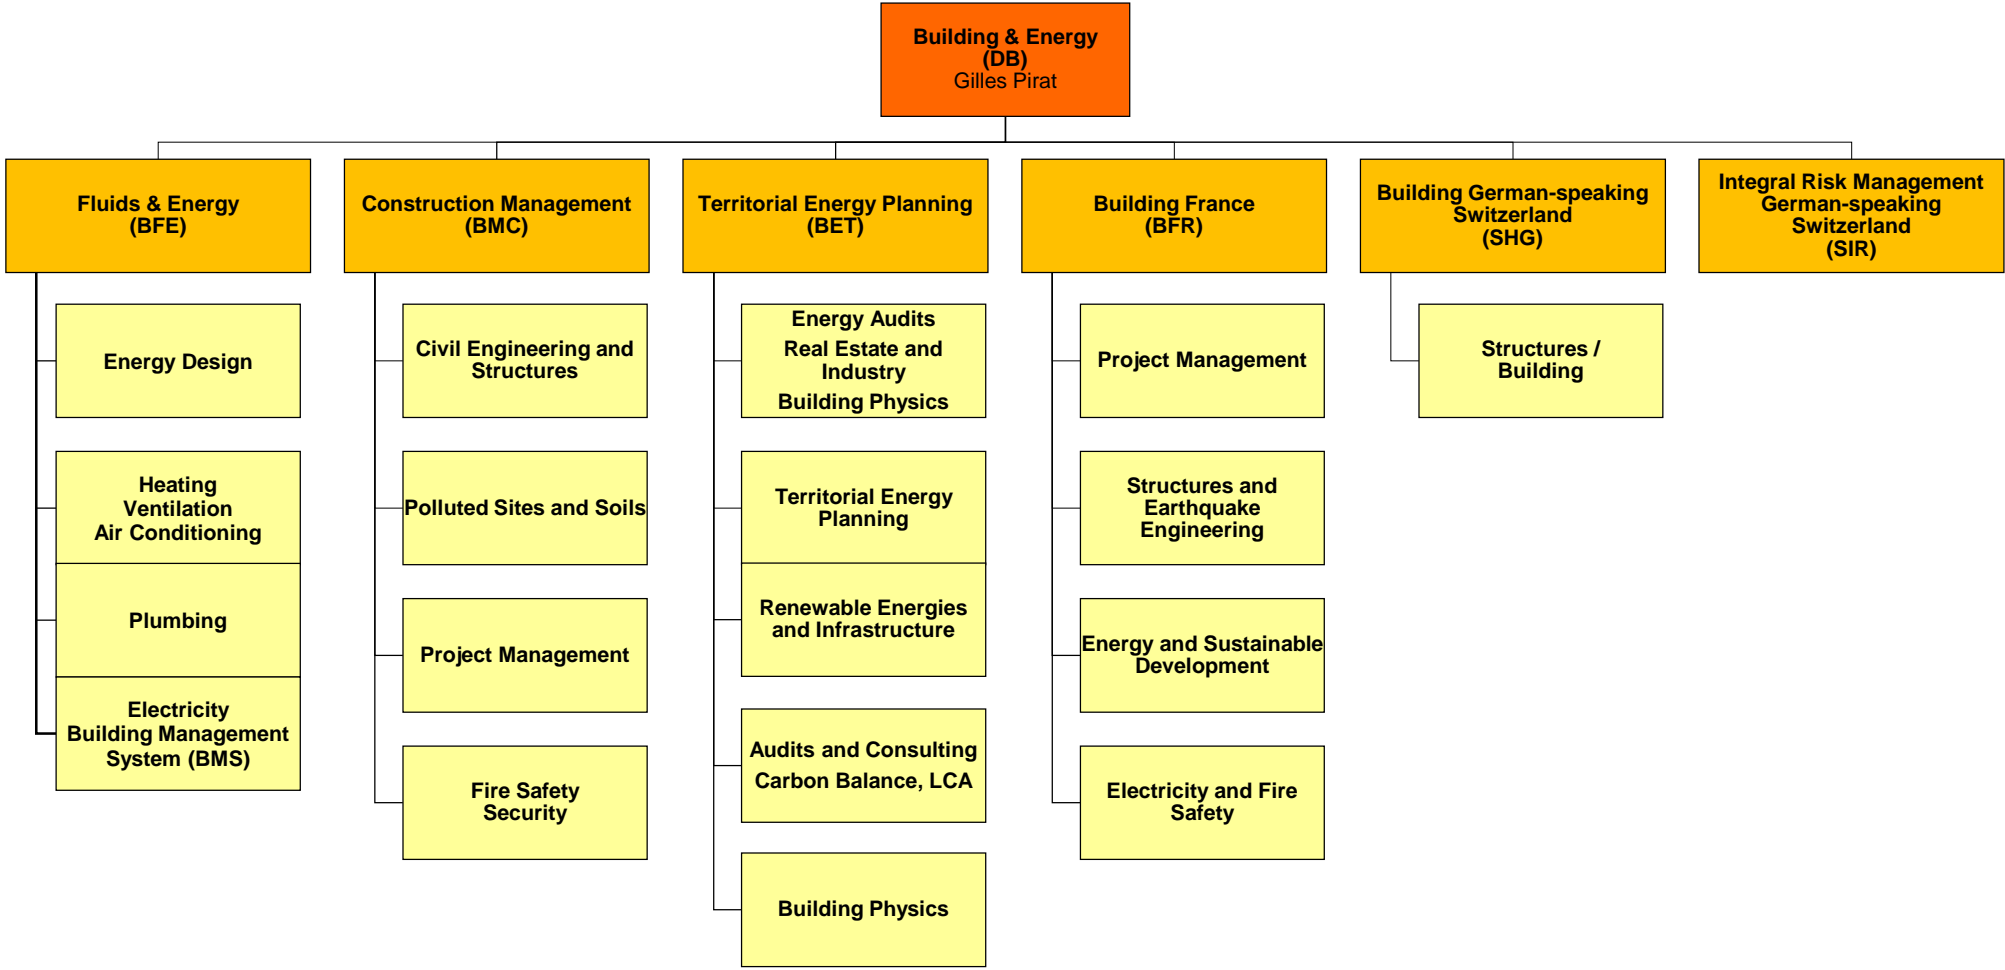 Building & Energy
(DB)
Gilles Pirat
Fluids & Energy
(BFE)
Construction Management
(BMC)
Territorial Energy Planning
(BET)
Building France
(BFR)
Building German-speaking
Switzerland
(SHG)
Integral Risk Management
German-speaking
Switzerland
(SIR)
Energy Design
Heating
Ventilation
Air Conditioning
Plumbing
Electricity
Building Management
System (BMS)
Civil Engineering and
Structures
Polluted Sites and Soils
Project Management
Fire Safety
Security
Energy Audits
Real Estate and
Industry
Building Physics
Territorial Energy
Planning
Renewable Energies
and Infrastructure
Audits and Consulting
Carbon Balance, LCA
Building Physics
Project Management
Structures and
Earthquake
Engineering
Energy and Sustainable
Development
Electricity and Fire
Safety
Structures /
Building